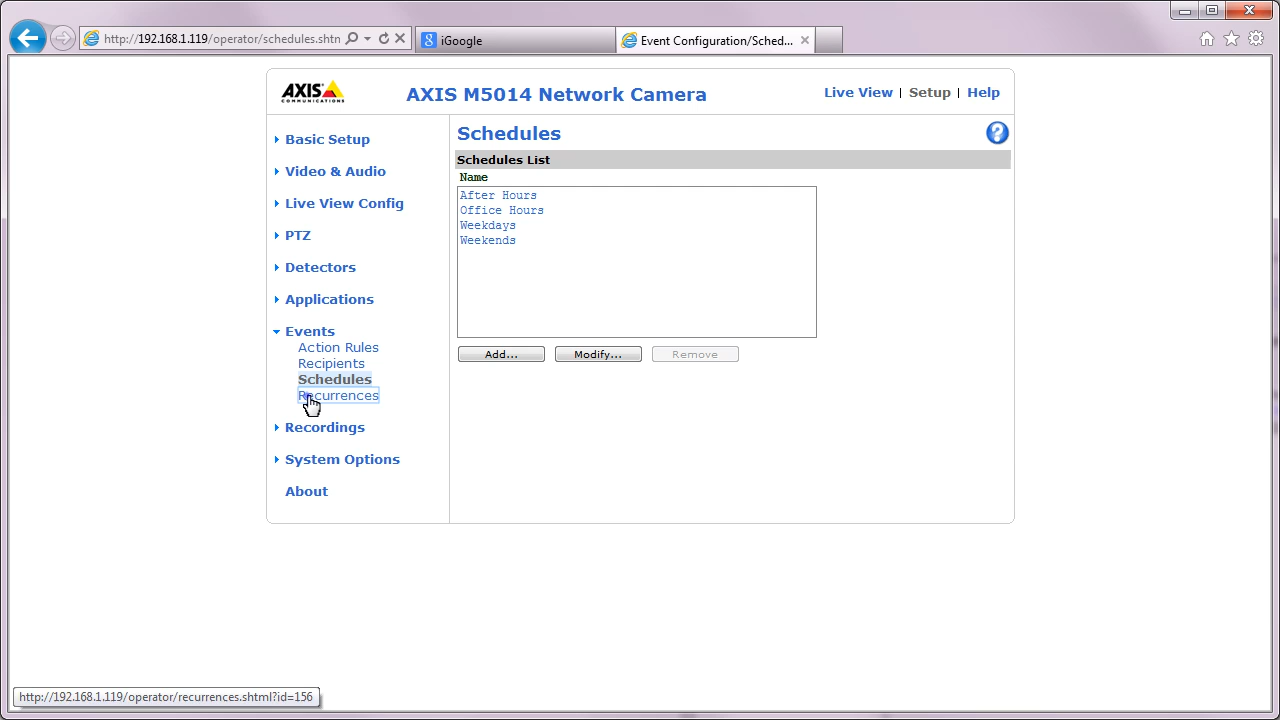 http://192.168.1.119/operator/schedules.shtn
iGoogle
Event Configuration/Sched...
AXIS
COMMUNICATIONS
AXIS M5014 Network Camera
Live View | Setup | Help
Basic Setup
Video & Audio
Live View Config
PTZ
Detectors
Applications
Events
Action Rules
Recipients
Schedules
Recurrences
Recordings
System Options
About
Schedules
?
Schedules List
Name
After Hours
Office Hours
Weekdays
Weekends
Add...
Modify...
Remove
http://192.168.1.119/operator/recurrences.shtml?id=156